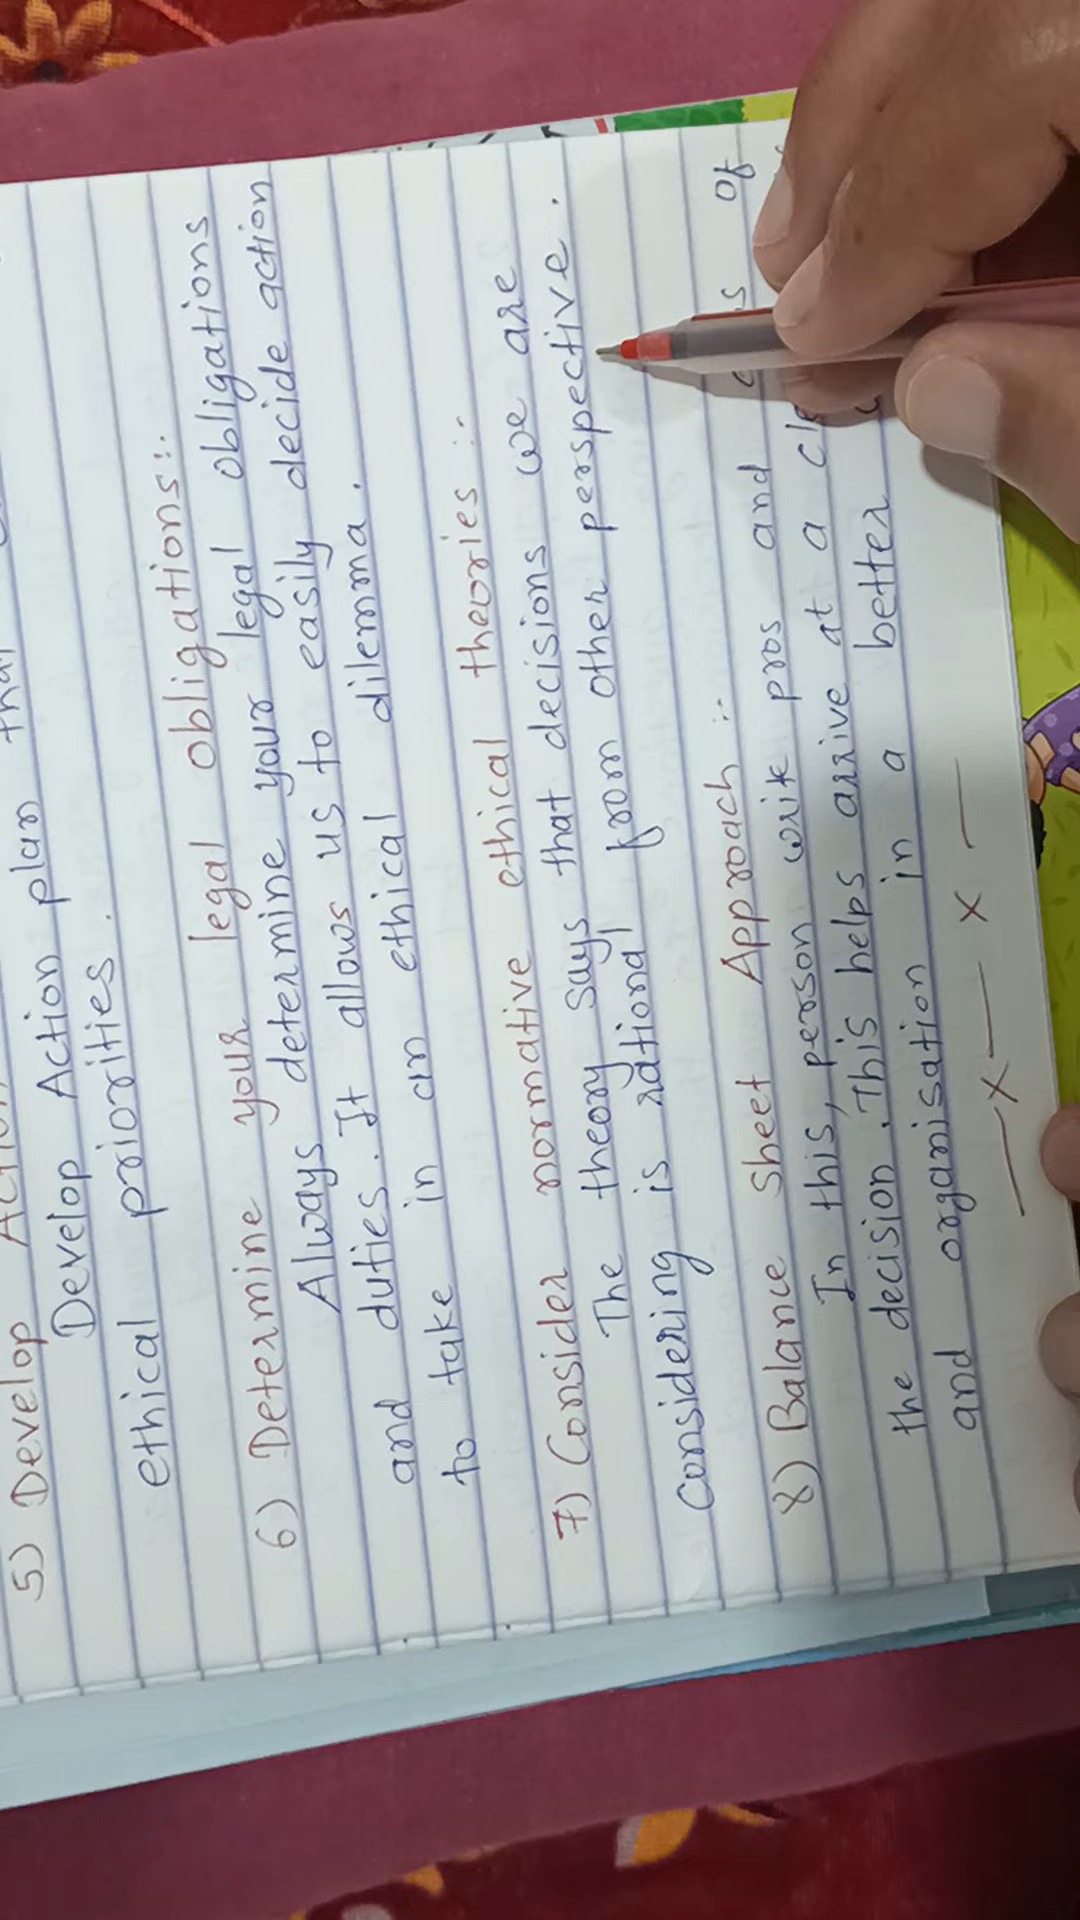 5) Develop
Develop Action plan
ethical priorities.
6) Determine your legal obligations:-
Always determine your legal obligations
and duties. It allows us to easily decide action
to take in an ethical dilemma.
7) Consider normative ethical theories :-
The theory says that decisions we are
considering is rational from other perspective.
8) Balance Sheet Approach :-
In this, person writ pros and of
the decision. This helps arrive at a
and organisation in a better
—x— x —